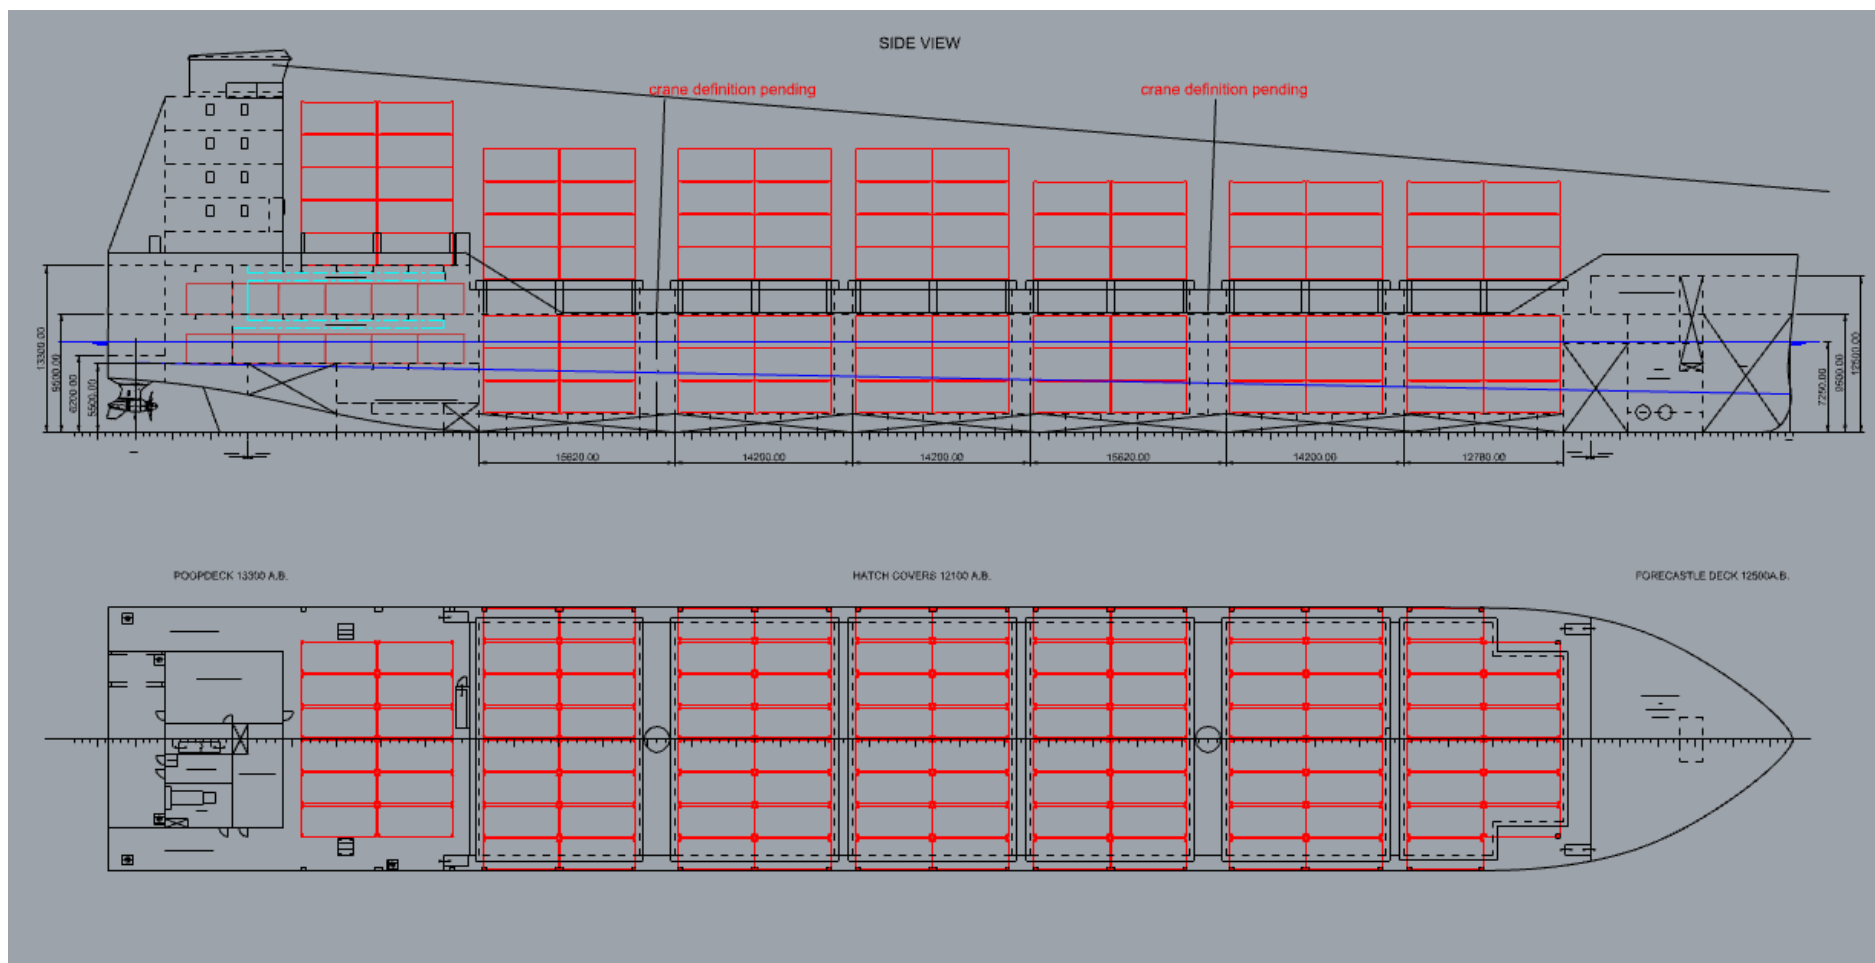 SIDE VIEW
crane definition pending
crane definition pending
13300.00
9500.00
6200.00
5500.00
7250.00
9500.00
12500.00
15620.00
14200.00
14200.00
15620.00
14200.00
12780.00
POOPDECK 13300 A.B.
HATCH COVERS 12100 A.B.
FORECASTLE DECK 12500A.B.